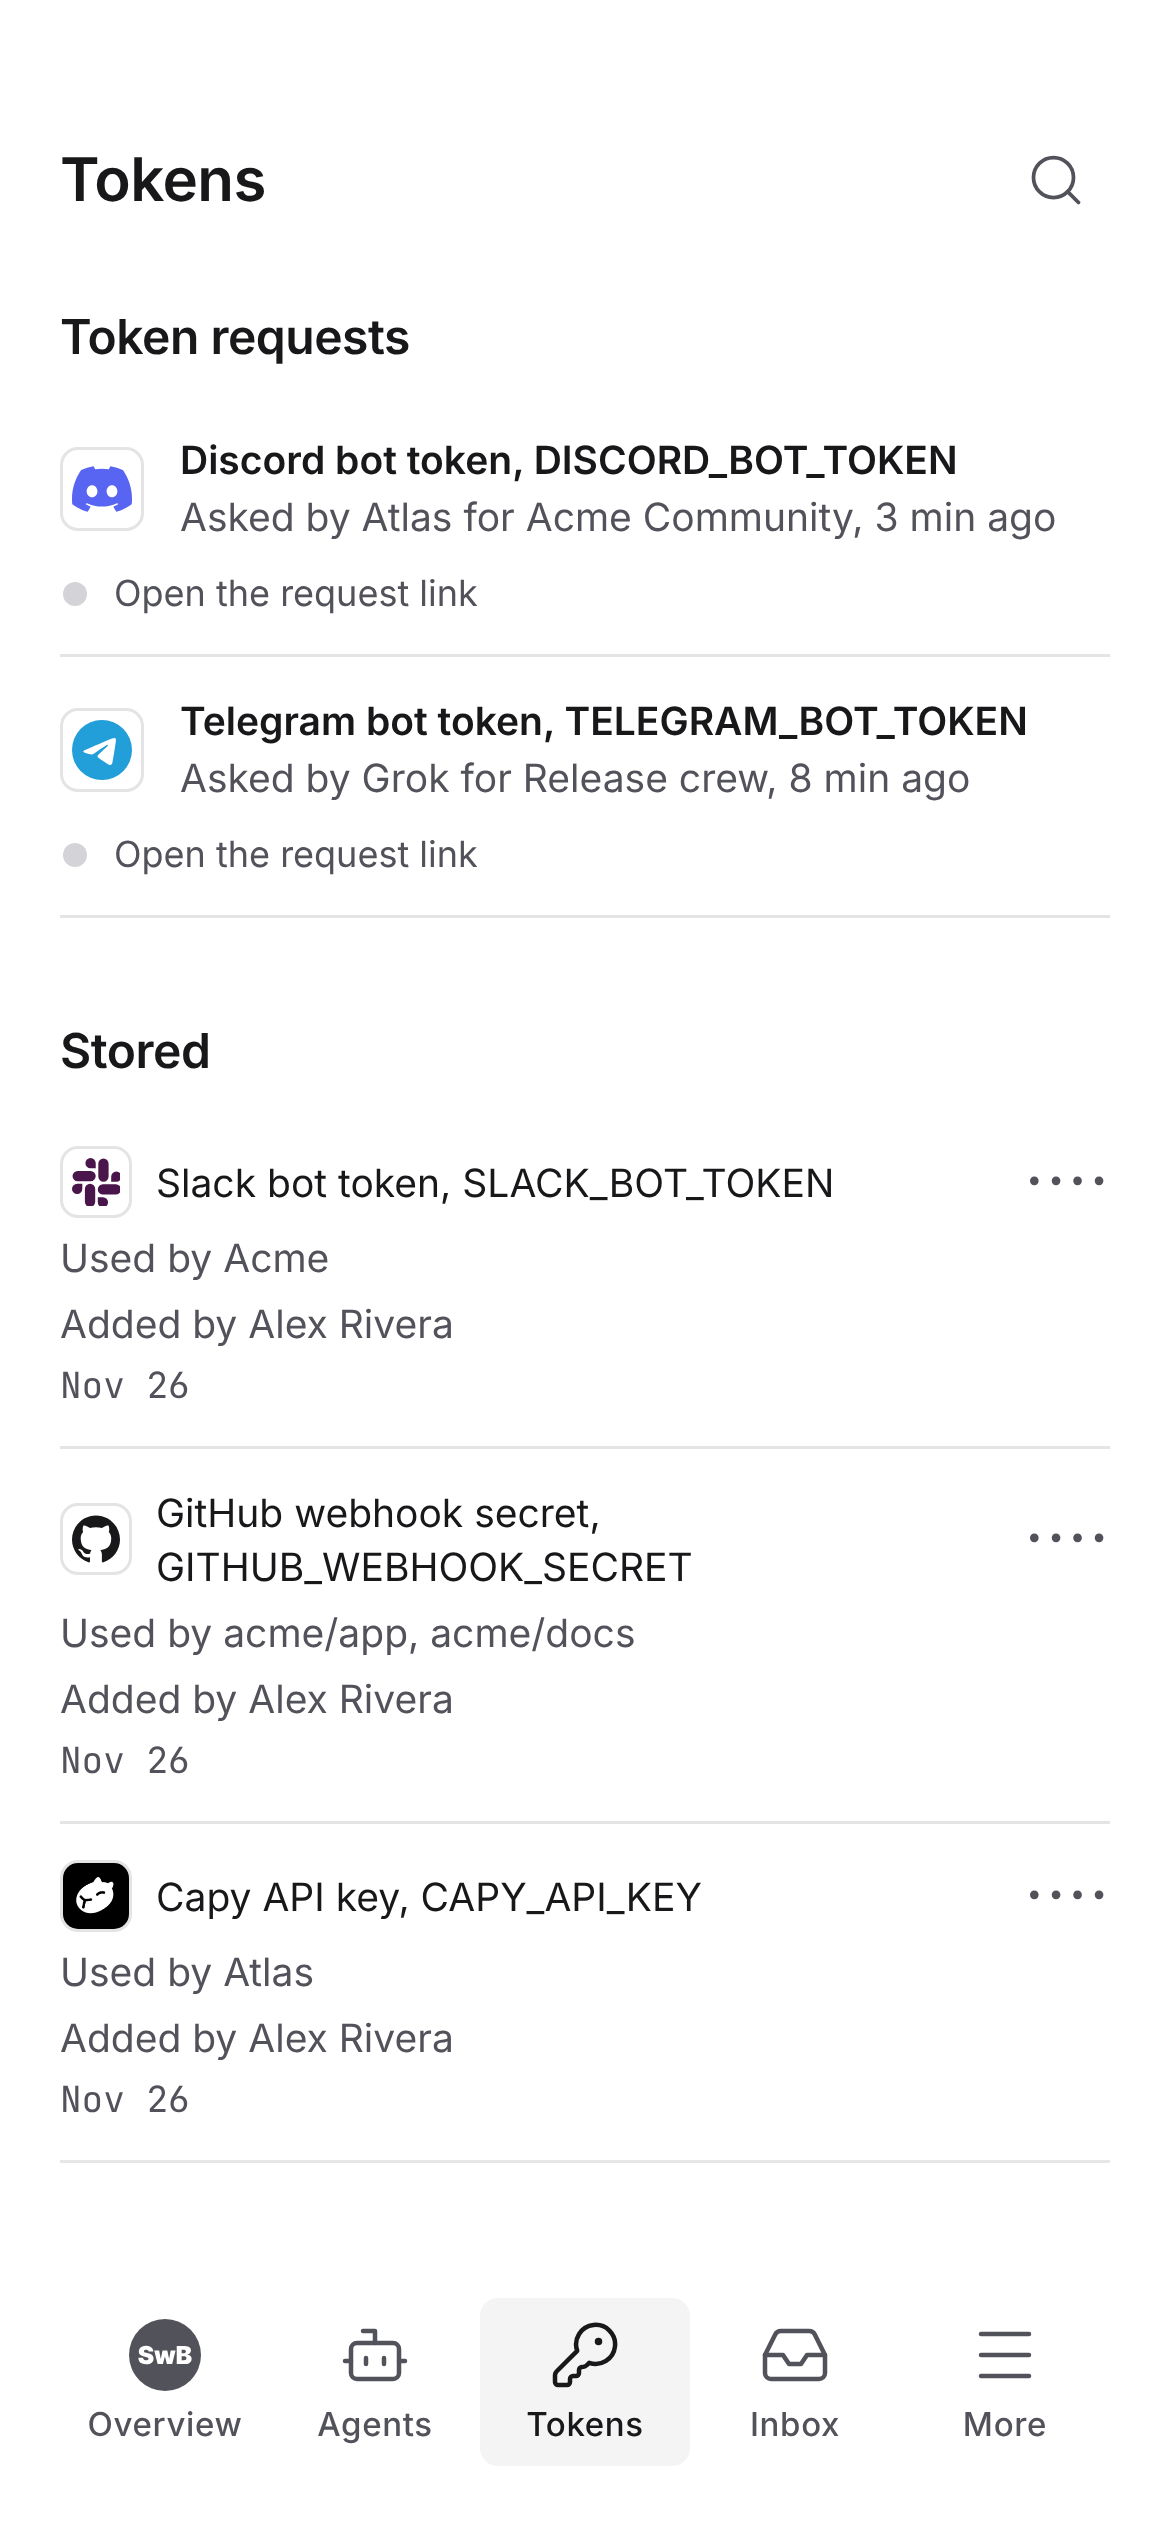 Tokens
Token requests
Discord bot token, DISCORD_BOT_TOKEN
Asked by Atlas for Acme Community, 3 min ago
Open the request link
Telegram bot token, TELEGRAM_BOT_TOKEN
Asked by Grok for Release crew, 8 min ago
Open the request link
Stored
Slack bot token, SLACK_BOT_TOKEN
Used by Acme
Added by Alex Rivera
Nov 26
GitHub webhook secret,
GITHUB_WEBHOOK_SECRET
Used by acme/app, acme/docs
Added by Alex Rivera
Nov 26
Capy API key, CAPY_API_KEY
Used by Atlas
Added by Alex Rivera
Nov 26
SwB
Overview
Agents
Tokens
Inbox
More